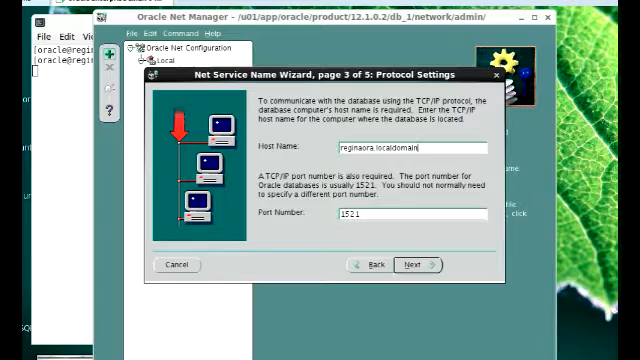 Oracle Net Manager - /u01/app/oracle/product/12.1.0.2/db_1/network/admin/
File Edit
File Edit Command Help
[oracle@regin
[oracle@regin
Oracle Net Configuration
Local
Net Service Name Wizard, page 3 of 5: Protocol Settings
To communicate with the database using the TCP/IP protocol, the
database computer's host name is required. Enter the TCP/IP
host name for the computer where the database is located.
Host Name:
reginaora.localdomain
A TCP/IP port number is also required. The port number for
Oracle databases is usually 1521. You should not normally need
to specify a different port number.
Port Number:
1521
Cancel
Back
Next
file
click